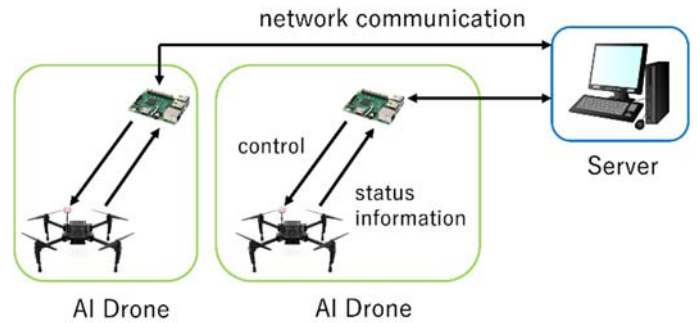 network communication
control
status
information
Server
AI Drone
AI Drone